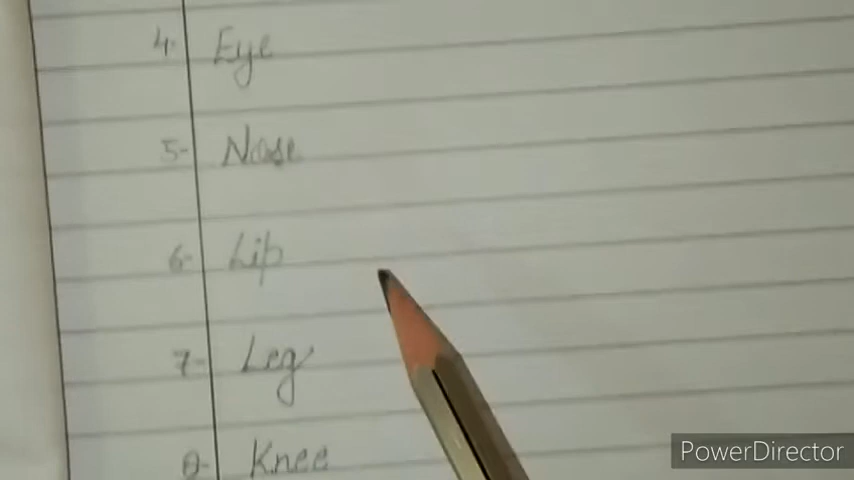 4- Eye
5- Nose
6- Lip
7- Leg
8- Knee
PowerDirector